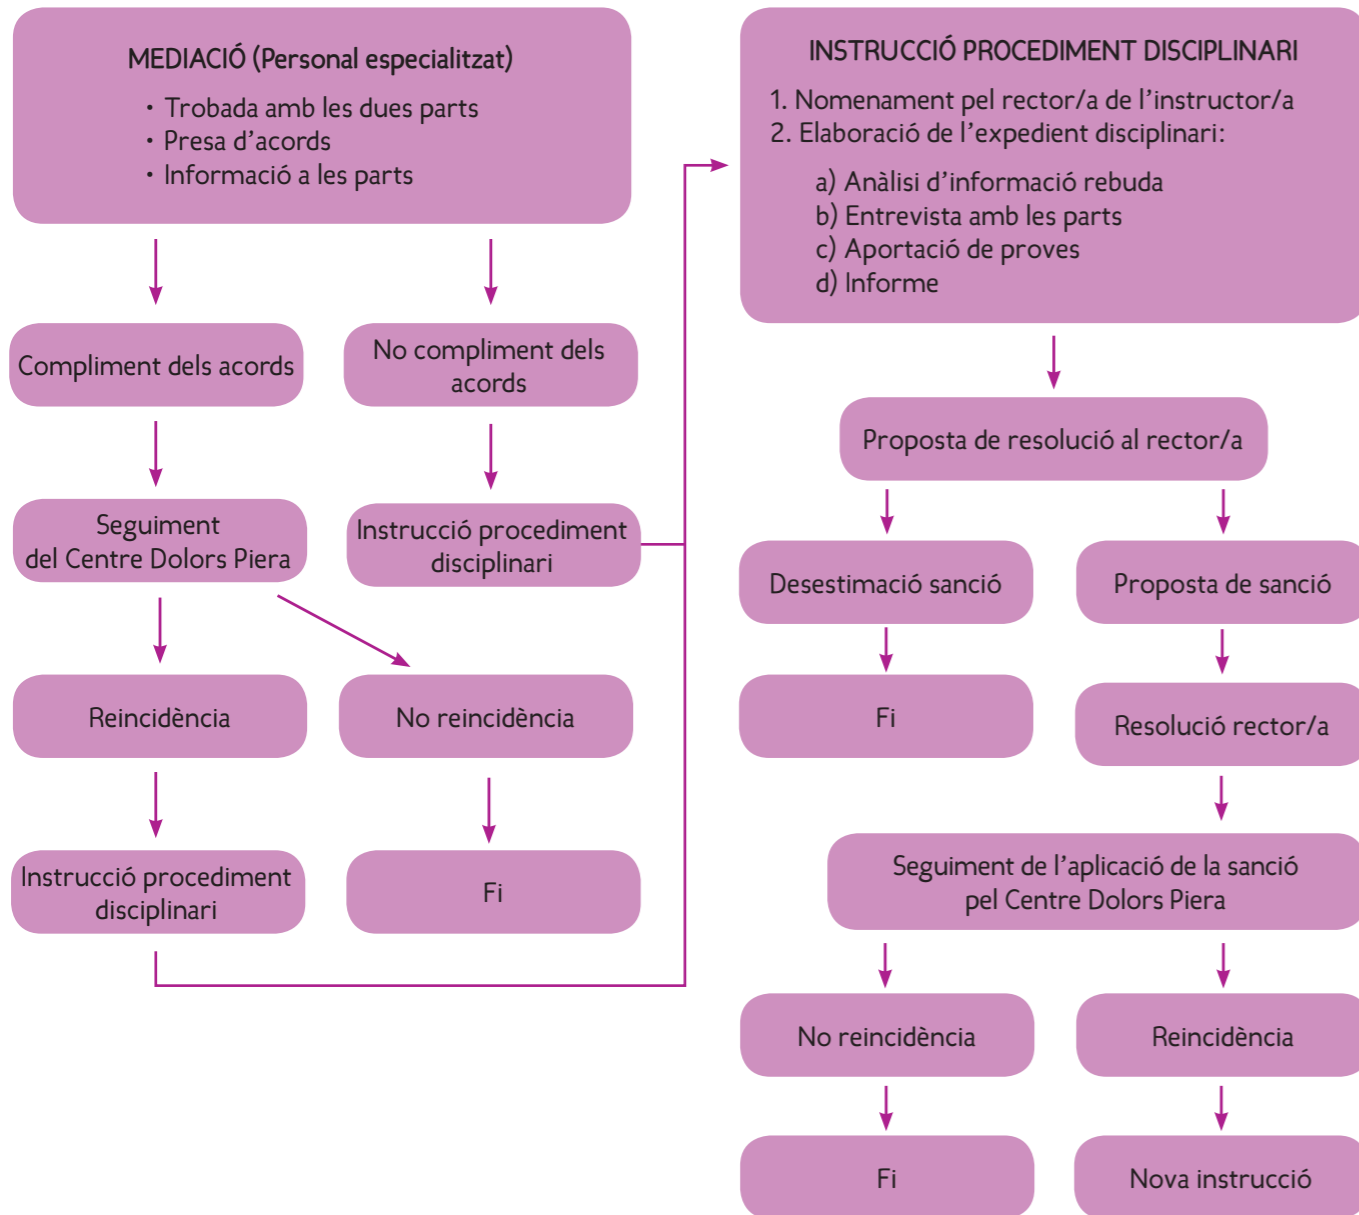 MEDIACIÓ (Personal especialitzat)
· Trobada amb les dues parts
· Presa d’acords
· Informació a les parts
Compliment dels acords
No compliment dels
acords
Seguiment
del Centre Dolors Piera
Instrucció procediment
disciplinari
Reincidència
No reincidència
Instrucció procediment
disciplinari
Fi
INSTRUCCIÓ PROCEDIMENT DISCIPLINARI
1. Nomenament pel rector/a de l’instructor/a
2. Elaboració de l’expedient disciplinari:
a) Anàlisi d’informació rebuda
b) Entrevista amb les parts
c) Aportació de proves
d) Informe
Proposta de resolució al rector/a
Desestimació sanció
Proposta de sanció
Fi
Resolució rector/a
Seguiment de l’aplicació de la sanció
pel Centre Dolors Piera
No reincidència
Reincidència
Fi
Nova instrucció